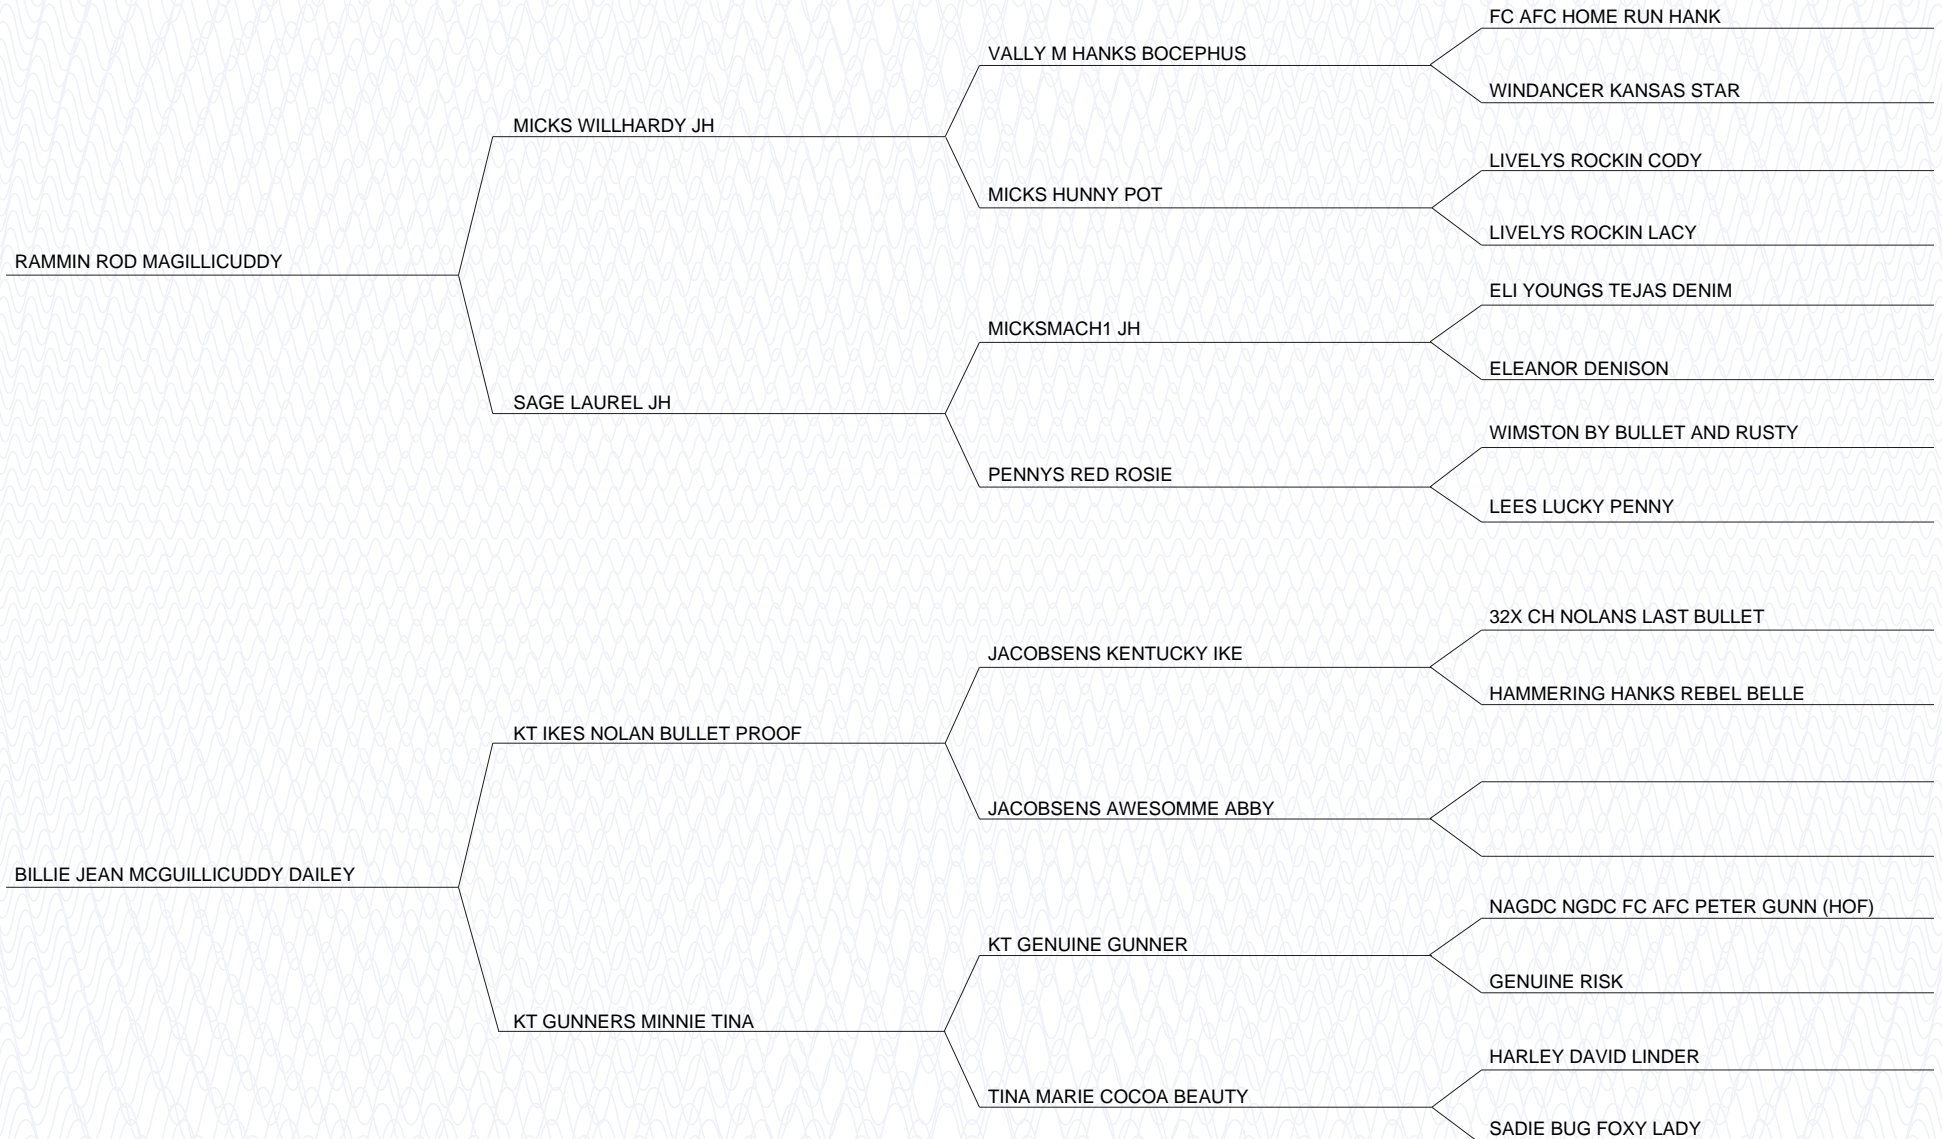 FC AFC HOME RUN HANK
VALLY M HANKS BOCEPHUS
WINDANCER KANSAS STAR
MICKS WILLHARDY JH
LIVELYS ROCKIN CODY
MICKS HUNNY POT
LIVELYS ROCKIN LACY
RAMMIN ROD MAGILLICUDDY
ELI YOUNGS TEJAS DENIM
MICKSMACH1 JH
ELEANOR DENISON
SAGE LAUREL JH
WIMSTON BY BULLET AND RUSTY
PENNYS RED ROSIE
LEES LUCKY PENNY
32X CH NOLANS LAST BULLET
JACOBSENS KENTUCKY IKE
HAMMERING HANKS REBEL BELLE
KT IKES NOLAN BULLET PROOF
JACOBSENS AWESOMME ABBY
BILLIE JEAN MCGUILLICUDDY DAILEY
NAGDC NGDC FC AFC PETER GUNN (HOF)
KT GENUINE GUNNER
GENUINE RISK
KT GUNNERS MINNIE TINA
HARLEY DAVID LINDER
TINA MARIE COCOA BEAUTY
SADIE BUG FOXY LADY